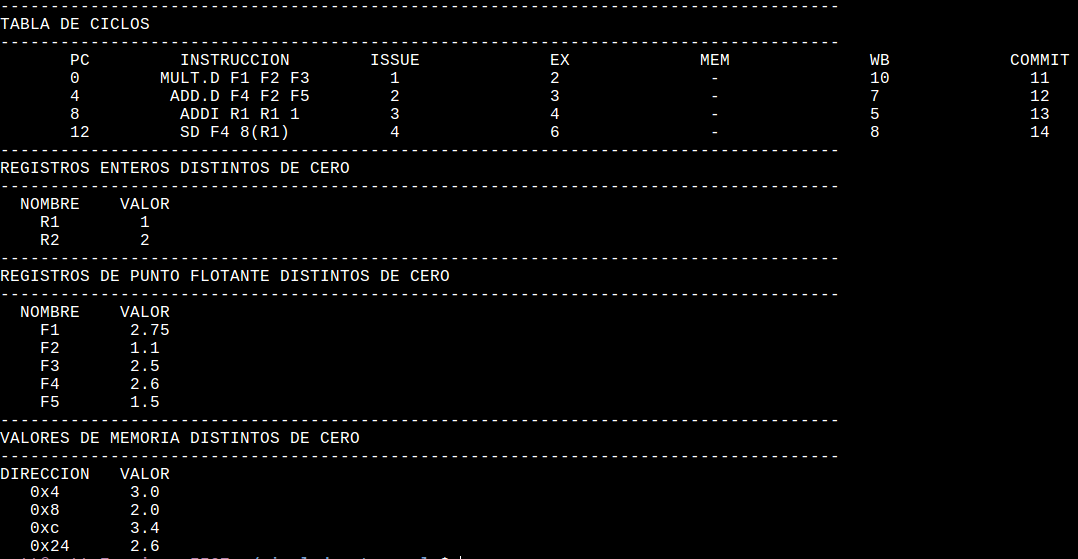 --------------------------------------------------------------------------------
TABLA DE CICLOS
--------------------------------------------------------------------------------
PC INSTRUCCION ISSUE EX MEM WB COMMIT
0 MULT.D F1 F2 F3 1 2 - 10 11
4 ADD.D F4 F2 F5 2 3 - 7 12
8 ADDI R1 R1 1 3 4 - 5 13
12 SD F4 8(R1) 4 6 - 8 14
--------------------------------------------------------------------------------
REGISTROS ENTEROS DISTINTOS DE CERO
--------------------------------------------------------------------------------
NOMBRE VALOR
R1 1
R2 2
--------------------------------------------------------------------------------
REGISTROS DE PUNTO FLOTANTE DISTINTOS DE CERO
--------------------------------------------------------------------------------
NOMBRE VALOR
F1 2.75
F2 1.1
F3 2.5
F4 2.6
F5 1.5
--------------------------------------------------------------------------------
VALORES DE MEMORIA DISTINTOS DE CERO
--------------------------------------------------------------------------------
DIRECCION VALOR
0x4 3.0
0x8 2.0
0xc 3.4
0x24 2.6